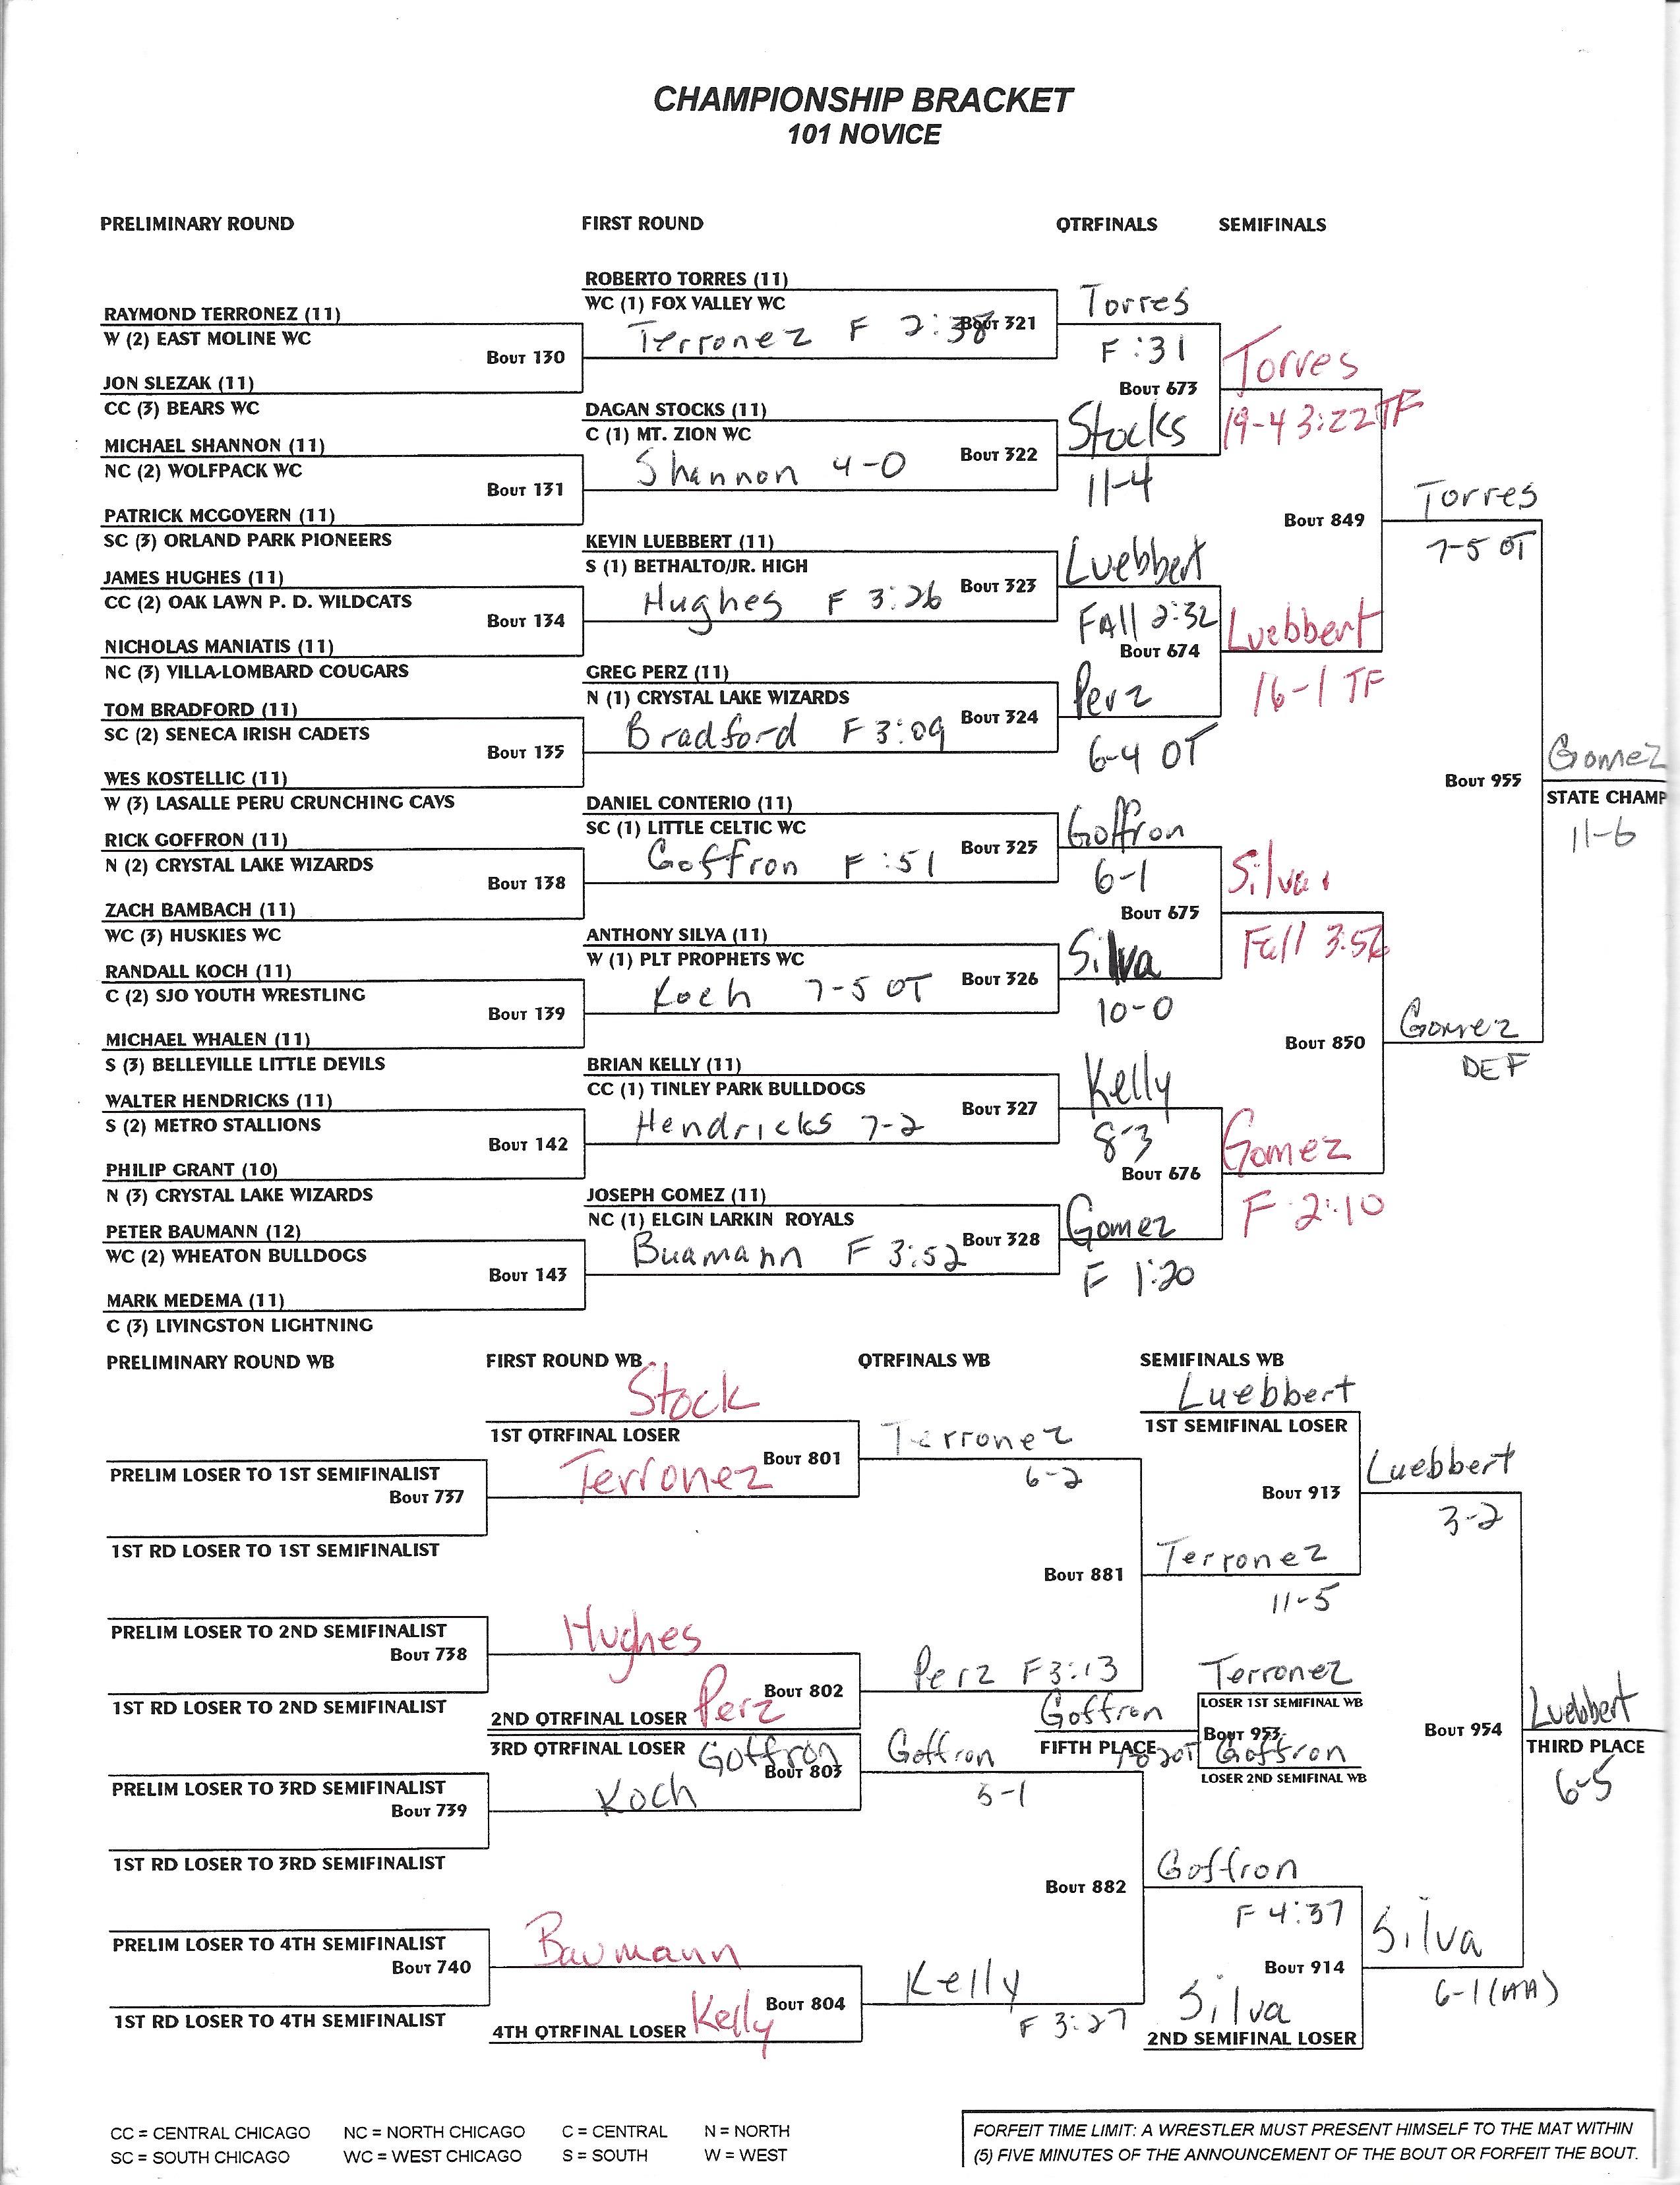 CHAMPIONSHIP BRACKET
101 NOVICE
PRELIMINARY ROUND
FIRST ROUND
QTRFINALS
SEMIFINALS
ROBERTO TORRES (11)
WC (1) FOX VALLEY WC
Torres
RAYMOND TERRONEZ (11)
W (2) EAST MOLINE WC
Terronez F 2:38
BOUT 321
F :31
BOUT 130
Torres
JON SLEZAK (11)
CC (3) BEARS WC
BOUT 673
19-4 3:22 TF
DAGAN STOCKS (11)
C (1) MT. ZION WC
Stocks
MICHAEL SHANNON (11)
NC (2) WOLFPACK WC
Shannon 4-0
BOUT 322
11-4
BOUT 131
Torres
PATRICK MCGOVERN (11)
SC (3) ORLAND PARK PIONEERS
BOUT 849
7-5 OT
KEVIN LUEBBERT (11)
S (1) BETHALTO/JR. HIGH
Luebbert
JAMES HUGHES (11)
CC (2) OAK LAWN P. D. WILDCATS
Hughes F 3:26
BOUT 323
FAll 2:32
BOUT 134
Luebbert
NICHOLAS MANIATIS (11)
NC (3) VILLA-LOMBARD COUGARS
BOUT 674
16-1 TF
GREG PERZ (11)
N (1) CRYSTAL LAKE WIZARDS
Perz
TOM BRADFORD (11)
SC (2) SENECA IRISH CADETS
Bradford F 3:09
BOUT 324
6-4 OT
BOUT 135
Gomez
WES KOSTELLIC (11)
W (3) LASALLE PERU CRUNCHING CAVS
BOUT 955
STATE CHAMP
11-6
DANIEL CONTERIO (11)
SC (1) LITTLE CELTIC WC
Goffron
RICK GOFFRON (11)
N (2) CRYSTAL LAKE WIZARDS
Goffron F :51
BOUT 325
6-1
BOUT 138
Silva
ZACH BAMBACH (11)
WC (3) HUSKIES WC
BOUT 675
Fall 3:56
ANTHONY SILVA (11)
W (1) PLT PROPHETS WC
Silva
RANDALL KOCH (11)
C (2) SJO YOUTH WRESTLING
Koch 7-5 OT
BOUT 326
10-0
BOUT 139
Gomez
MICHAEL WHALEN (11)
S (3) BELLEVILLE LITTLE DEVILS
BOUT 850
DEF
BRIAN KELLY (11)
CC (1) TINLEY PARK BULLDOGS
Kelly
WALTER HENDRICKS (11)
S (2) METRO STALLIONS
Hendricks 7-2
BOUT 327
8-3
BOUT 142
Gomez
PHILIP GRANT (10)
N (3) CRYSTAL LAKE WIZARDS
BOUT 676
F 2:10
JOSEPH GOMEZ (11)
NC (1) ELGIN LARKIN ROYALS
Gomez
PETER BAUMANN (12)
WC (2) WHEATON BULLDOGS
Buamann F 3:52
BOUT 328
F 1:20
BOUT 143
MARK MEDEMA (11)
C (3) LIVINGSTON LIGHTNING
PRELIMINARY ROUND WB
FIRST ROUND WB
QTRFINALS WB
SEMIFINALS WB
Stock
1ST QTRFINAL LOSER
Luebbert
1ST SEMIFINAL LOSER
BOUT 801
Terronez
6-2
PRELIM LOSER TO 1ST SEMIFINALIST
BOUT 737
Terronez
Luebbert
BOUT 913
3-2
1ST RD LOSER TO 1ST SEMIFINALIST
BOUT 881
Terronez
11-5
PRELIM LOSER TO 2ND SEMIFINALIST
BOUT 738
Hughes
BOUT 802
Perz F 3:13
1ST RD LOSER TO 2ND SEMIFINALIST
2ND QTRFINAL LOSER Perz
Terronez
LOSER 1ST SEMIFINAL WB
Goffron
BOUT 953
FIFTH PLACE
Goffron
LOSER 2ND SEMIFINAL WB
Luebbert
BOUT 954
THIRD PLACE
6-5
3RD QTRFINAL LOSER Goffron
BOUT 803
Goffron
5-1
PRELIM LOSER TO 3RD SEMIFINALIST
BOUT 739
Koch
1ST RD LOSER TO 3RD SEMIFINALIST
BOUT 882
Goffron
F 4:37
PRELIM LOSER TO 4TH SEMIFINALIST
BOUT 740
Baumann
BOUT 914
Silva
6-1 (AA)
1ST RD LOSER TO 4TH SEMIFINALIST
BOUT 804
Kelly
F 3:27
4TH QTRFINAL LOSER Kelly
Silva
2ND SEMIFINAL LOSER
CC = CENTRAL CHICAGO NC = NORTH CHICAGO C = CENTRAL N = NORTH
SC = SOUTH CHICAGO WC = WEST CHICAGO S = SOUTH W = WEST
FORFEIT TIME LIMIT: A WRESTLER MUST PRESENT HIMSELF TO THE MAT WITHIN
(5) FIVE MINUTES OF THE ANNOUNCEMENT OF THE BOUT OR FORFEIT THE BOUT.